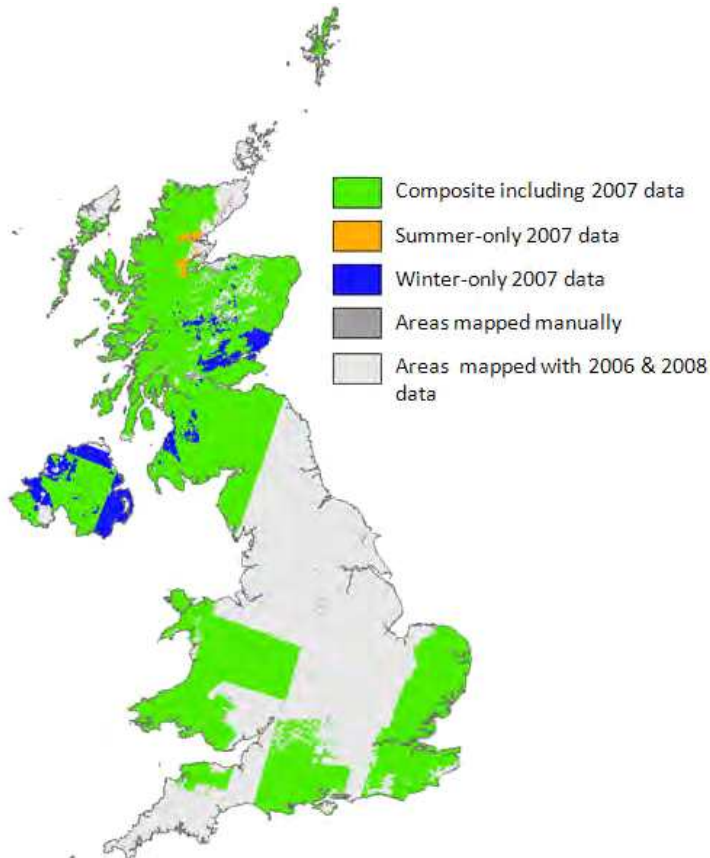 Composite including 2007 data
Summer-only 2007 data
Winter-only 2007 data
Areas mapped manually
Areas mapped with 2006 & 2008
data